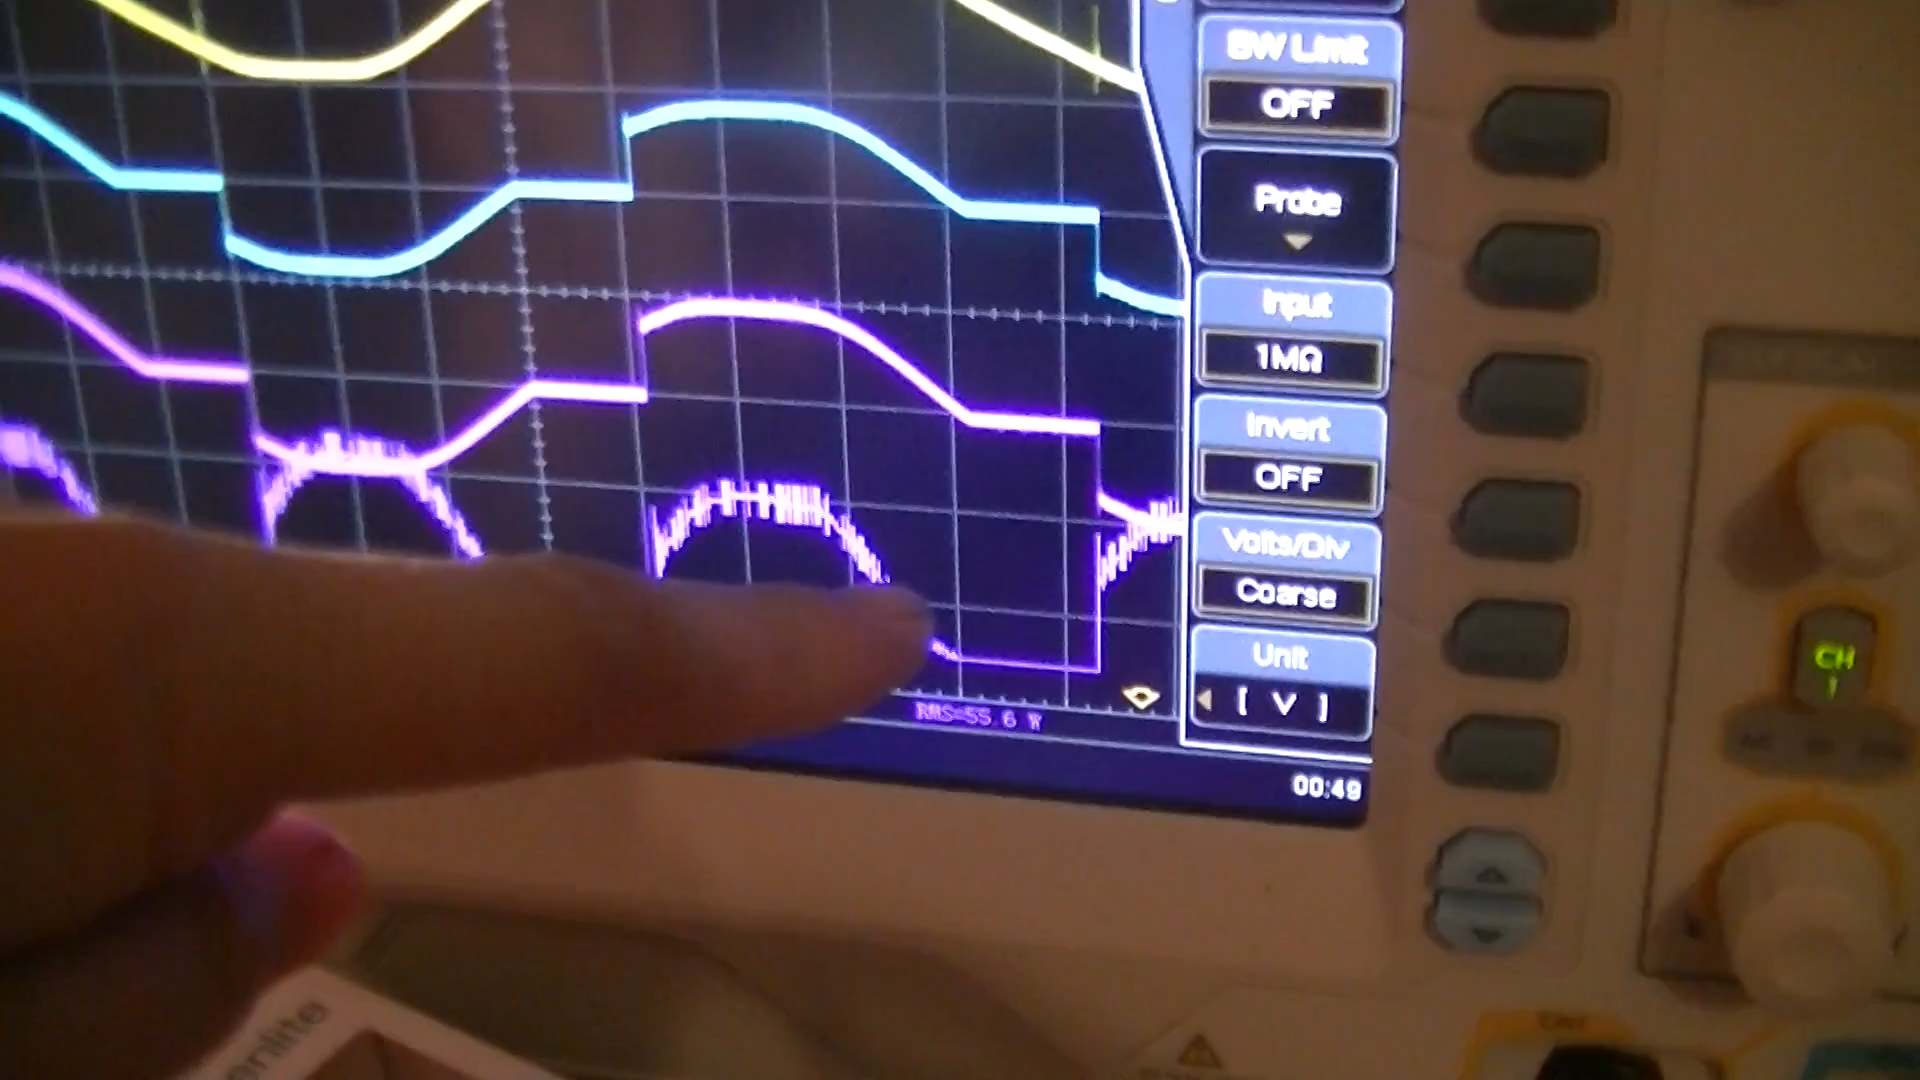 BW Limit
OFF
Probe
Input
1MΩ
Invert
OFF
Volts/Div
Coarse
Unit
[ V ]
RMS=55.6 W
00:49
CH
1
onlite